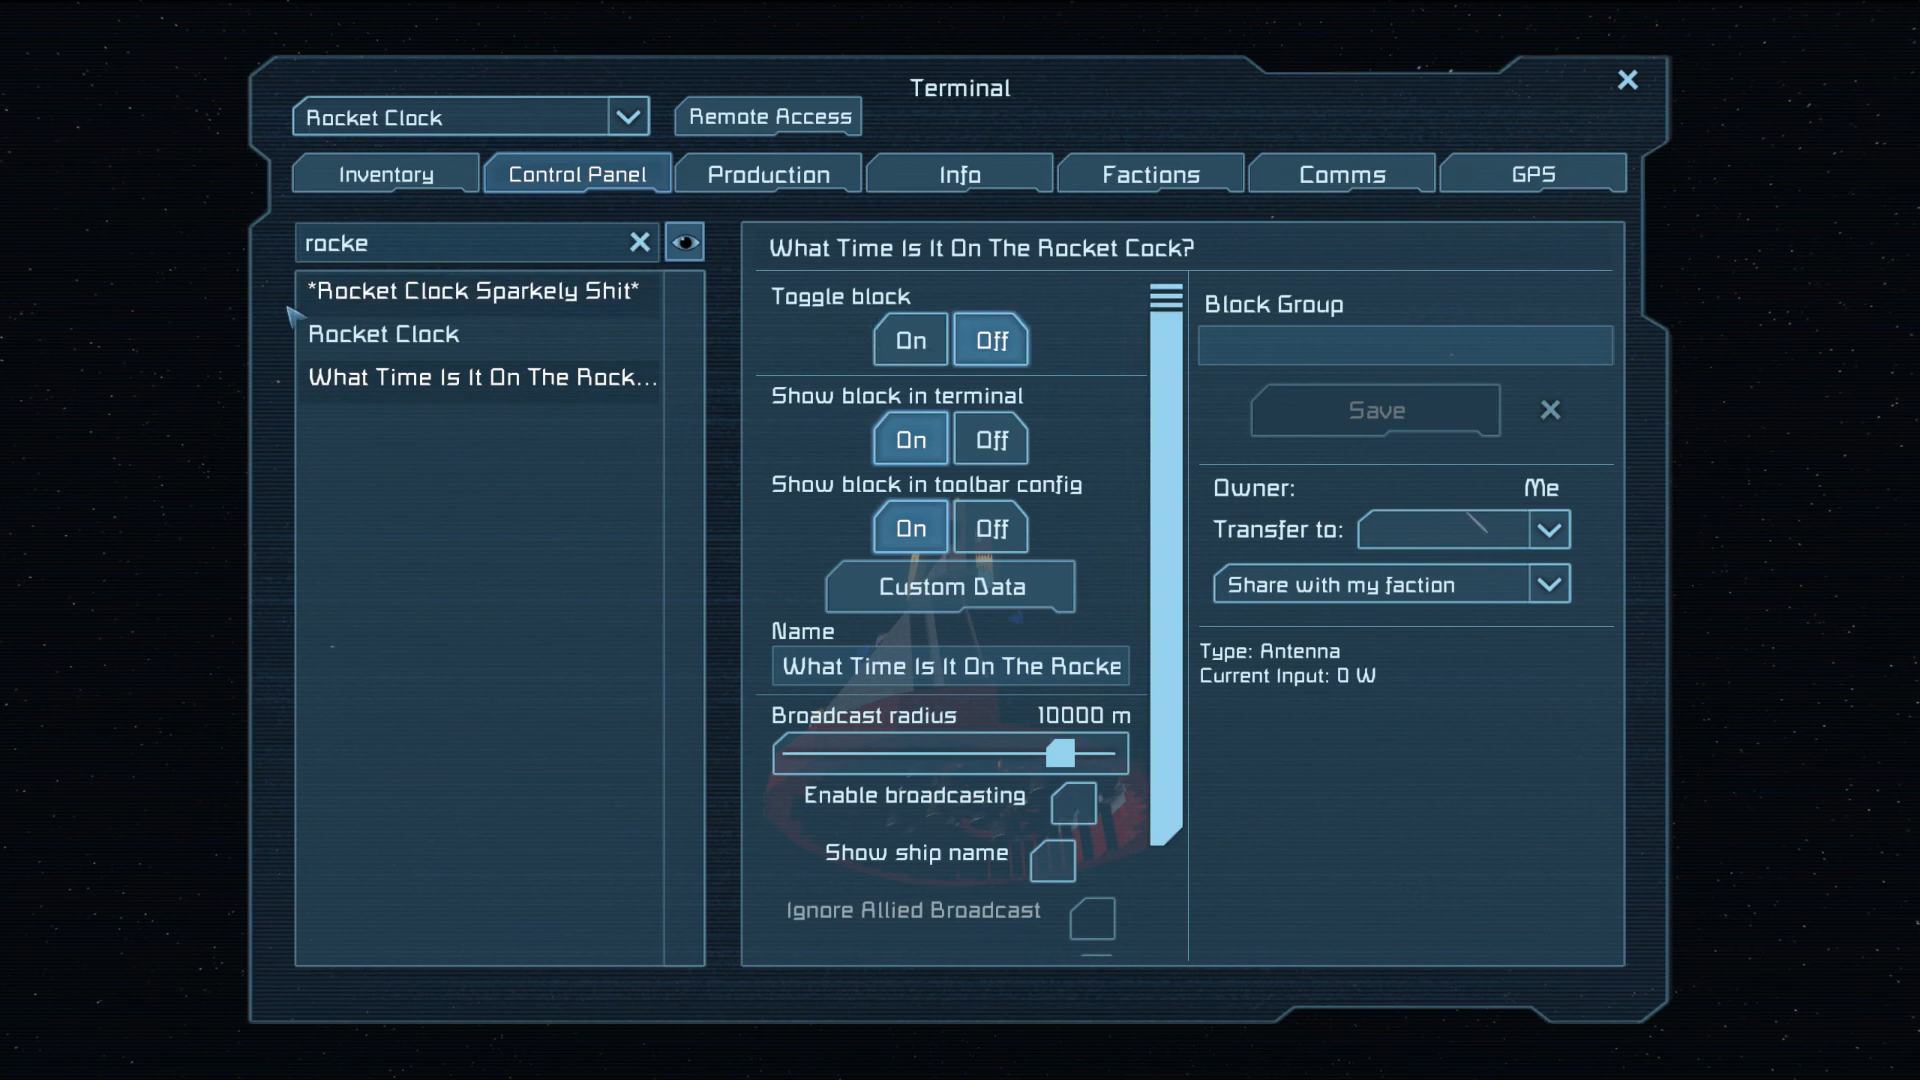 Terminal
Rocket Clock
Remote Access
Inventory
Control Panel
Production
Info
Factions
Comms
GPS
rocke
*Rocket Clock Sparkely Shit*
Rocket Clock
What Time Is It On The Rock...
What Time Is It On The Rocket Cock?
Toggle block
On
Off
Show block in terminal
On
Off
Show block in toolbar config
On
Off
Custom Data
Name
What Time Is It On The Rocke
Broadcast radius
10000 m
Enable broadcasting
Show ship name
Ignore Allied Broadcast
Block Group
Save
Owner:
Me
Transfer to:
Share with my faction
Type: Antenna
Current Input: 0 W